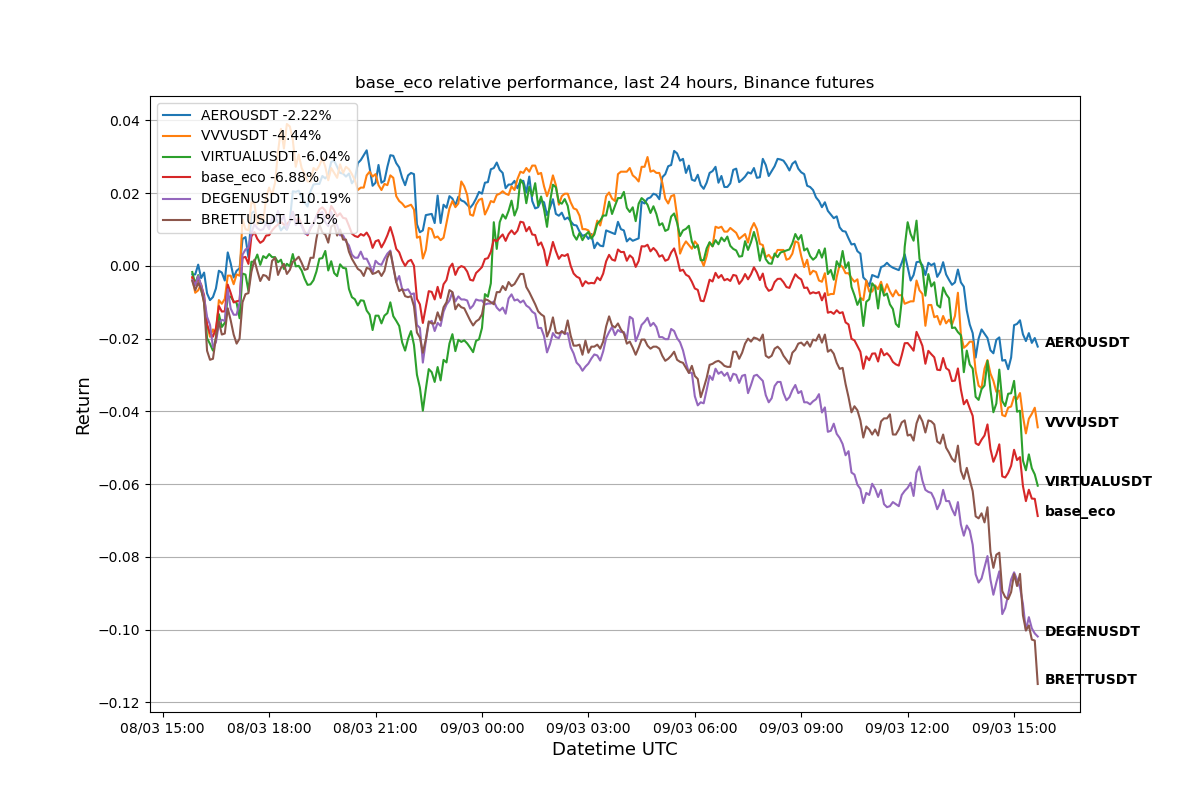 base_eco relative performance, last 24 hours, Binance futures
AEROUSDT -2.22%
VVVUSDT -4.44%
VIRTUALUSDT -6.04%
base_eco -6.88%
DEGENUSDT -10.19%
BRETTUSDT -11.5%
0.04
0.02
0.00
−0.02
−0.04
−0.06
−0.08
−0.10
−0.12
Return
AEROUSDT
VVVUSDT
VIRTUALUSDT
base_eco
DEGENUSDT
BRETTUSDT
08/03 15:00 08/03 18:00 08/03 21:00 09/03 00:00 09/03 03:00 09/03 06:00 09/03 09:00 09/03 12:00 09/03 15:00
Datetime UTC